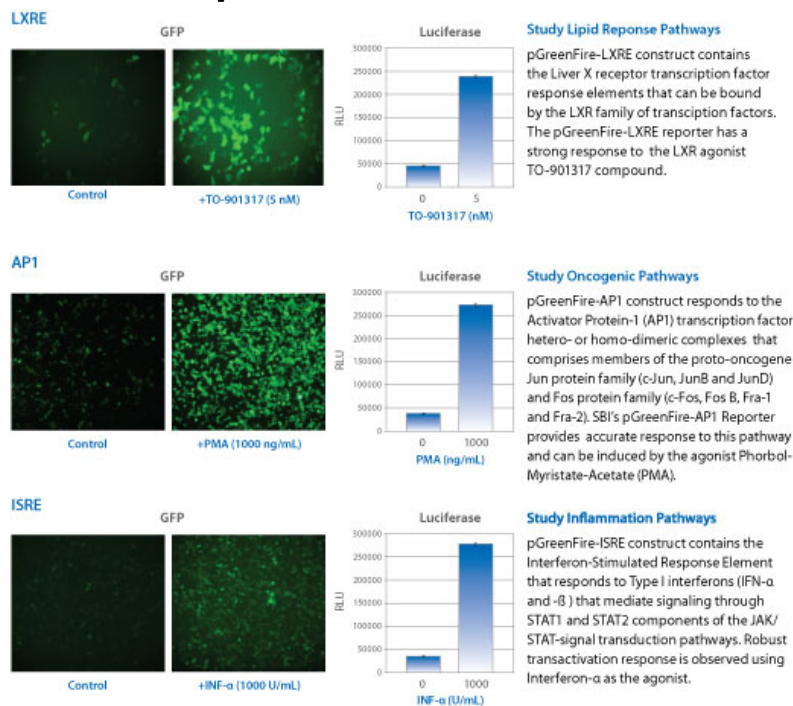 LXRE
GFP
Control
+TO-901317 (5 nM)
Luciferase
RLU
300000
250000
200000
150000
100000
50000
0
0 5
TO-901317 (nM)
Study Lipid Reponse Pathways
pGreenFire-LXRE construct contains
the Liver X receptor transcription factor
response elements that can be bound
by the LXR family of transciption factors.
The pGreenFire-LXRE reporter has a
strong response to the LXR agonist
TO-901317 compound.
AP1
GFP
Control
+PMA (1000 ng/mL)
Luciferase
RLU
300000
250000
200000
150000
100000
50000
0
0 1000
PMA (ng/mL)
Study Oncogenic Pathways
pGreenFire-AP1 construct responds to the
Activator Protein-1 (AP1) transcription factor
hetero- or homo-dimeric complexes that
comprises members of the proto-oncogene
Jun protein family (c-Jun, JunB and JunD)
and Fos protein family (c-Fos, Fos B, Fra-1
and Fra-2). SBI's pGreenFire-AP1 Reporter
provides accurate response to this pathway
and can be induced by the agonist Phorbol-
Myristate-Acetate (PMA).
ISRE
GFP
Control
+INF-α (1000 U/mL)
Luciferase
RLU
300000
250000
200000
150000
100000
50000
0
0 1000
INF-α (U/mL)
Study Inflammation Pathways
pGreenFire-ISRE construct contains the
Interferon-Stimulated Response Element
that responds to Type I interferons (IFN-α
and -ß ) that mediate signaling through
STAT1 and STAT2 components of the JAK/
STAT-signal transduction pathways. Robust
transactivation response is observed using
Interferon-α as the agonist.